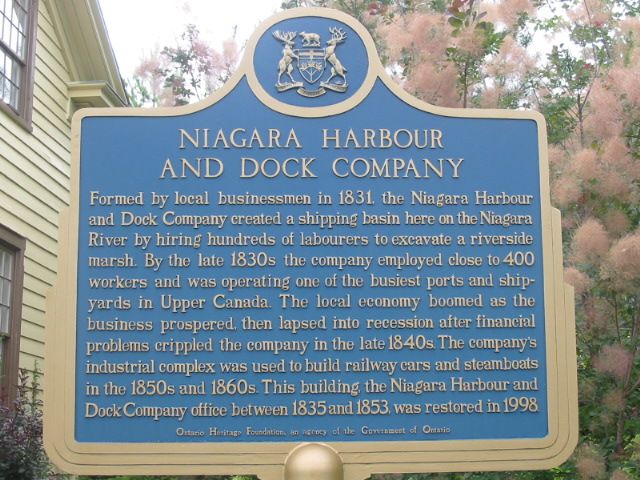 NIAGARA HARBOUR
AND DOCK COMPANY
Formed by local businessmen in 1831, the Niagara Harbour
and Dock Company created a shipping basin here on the Niagara
River by hiring hundreds of labourers to excavate a riverside
marsh. By the late 1830s the company employed close to 400
workers and was operating one of the busiest ports and ship-
yards in Upper Canada. The local economy boomed as the
business prospered, then lapsed into recession after financial
problems crippled the company in the late 1840s. The company's
industrial complex was used to build railway cars and steamboats
in the 1850s and 1860s. This building, the Niagara Harbour and
Dock Company office between 1835 and 1853, was restored in 1998.
Ontario Heritage Foundation, an agency of the Government of Ontario